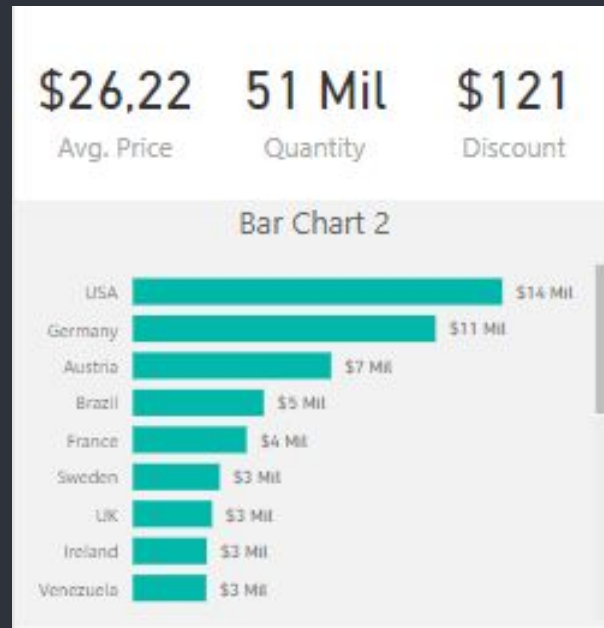 $26,22 51 Mil $121
Avg. Price Quantity Discount
Bar Chart 2
USA $14 Mil
Germany $11 Mil
Austria $7 Mil
Brazil $5 Mil
France $4 Mil
Sweden $3 Mil
UK $3 Mil
Ireland $3 Mil
Venezuela $3 Mil